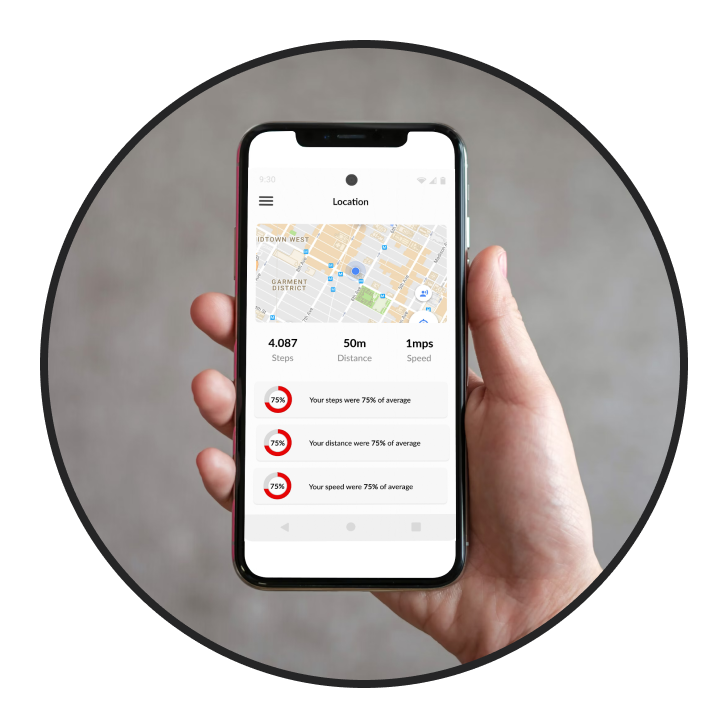 9:30
Location
IDTOWN WEST
GARMENT
DISTRICT
4.087 50m 1mps
Steps Distance Speed
75% Your steps were 75% of average
75% Your distance were 75% of average
75% Your speed were 75% of average